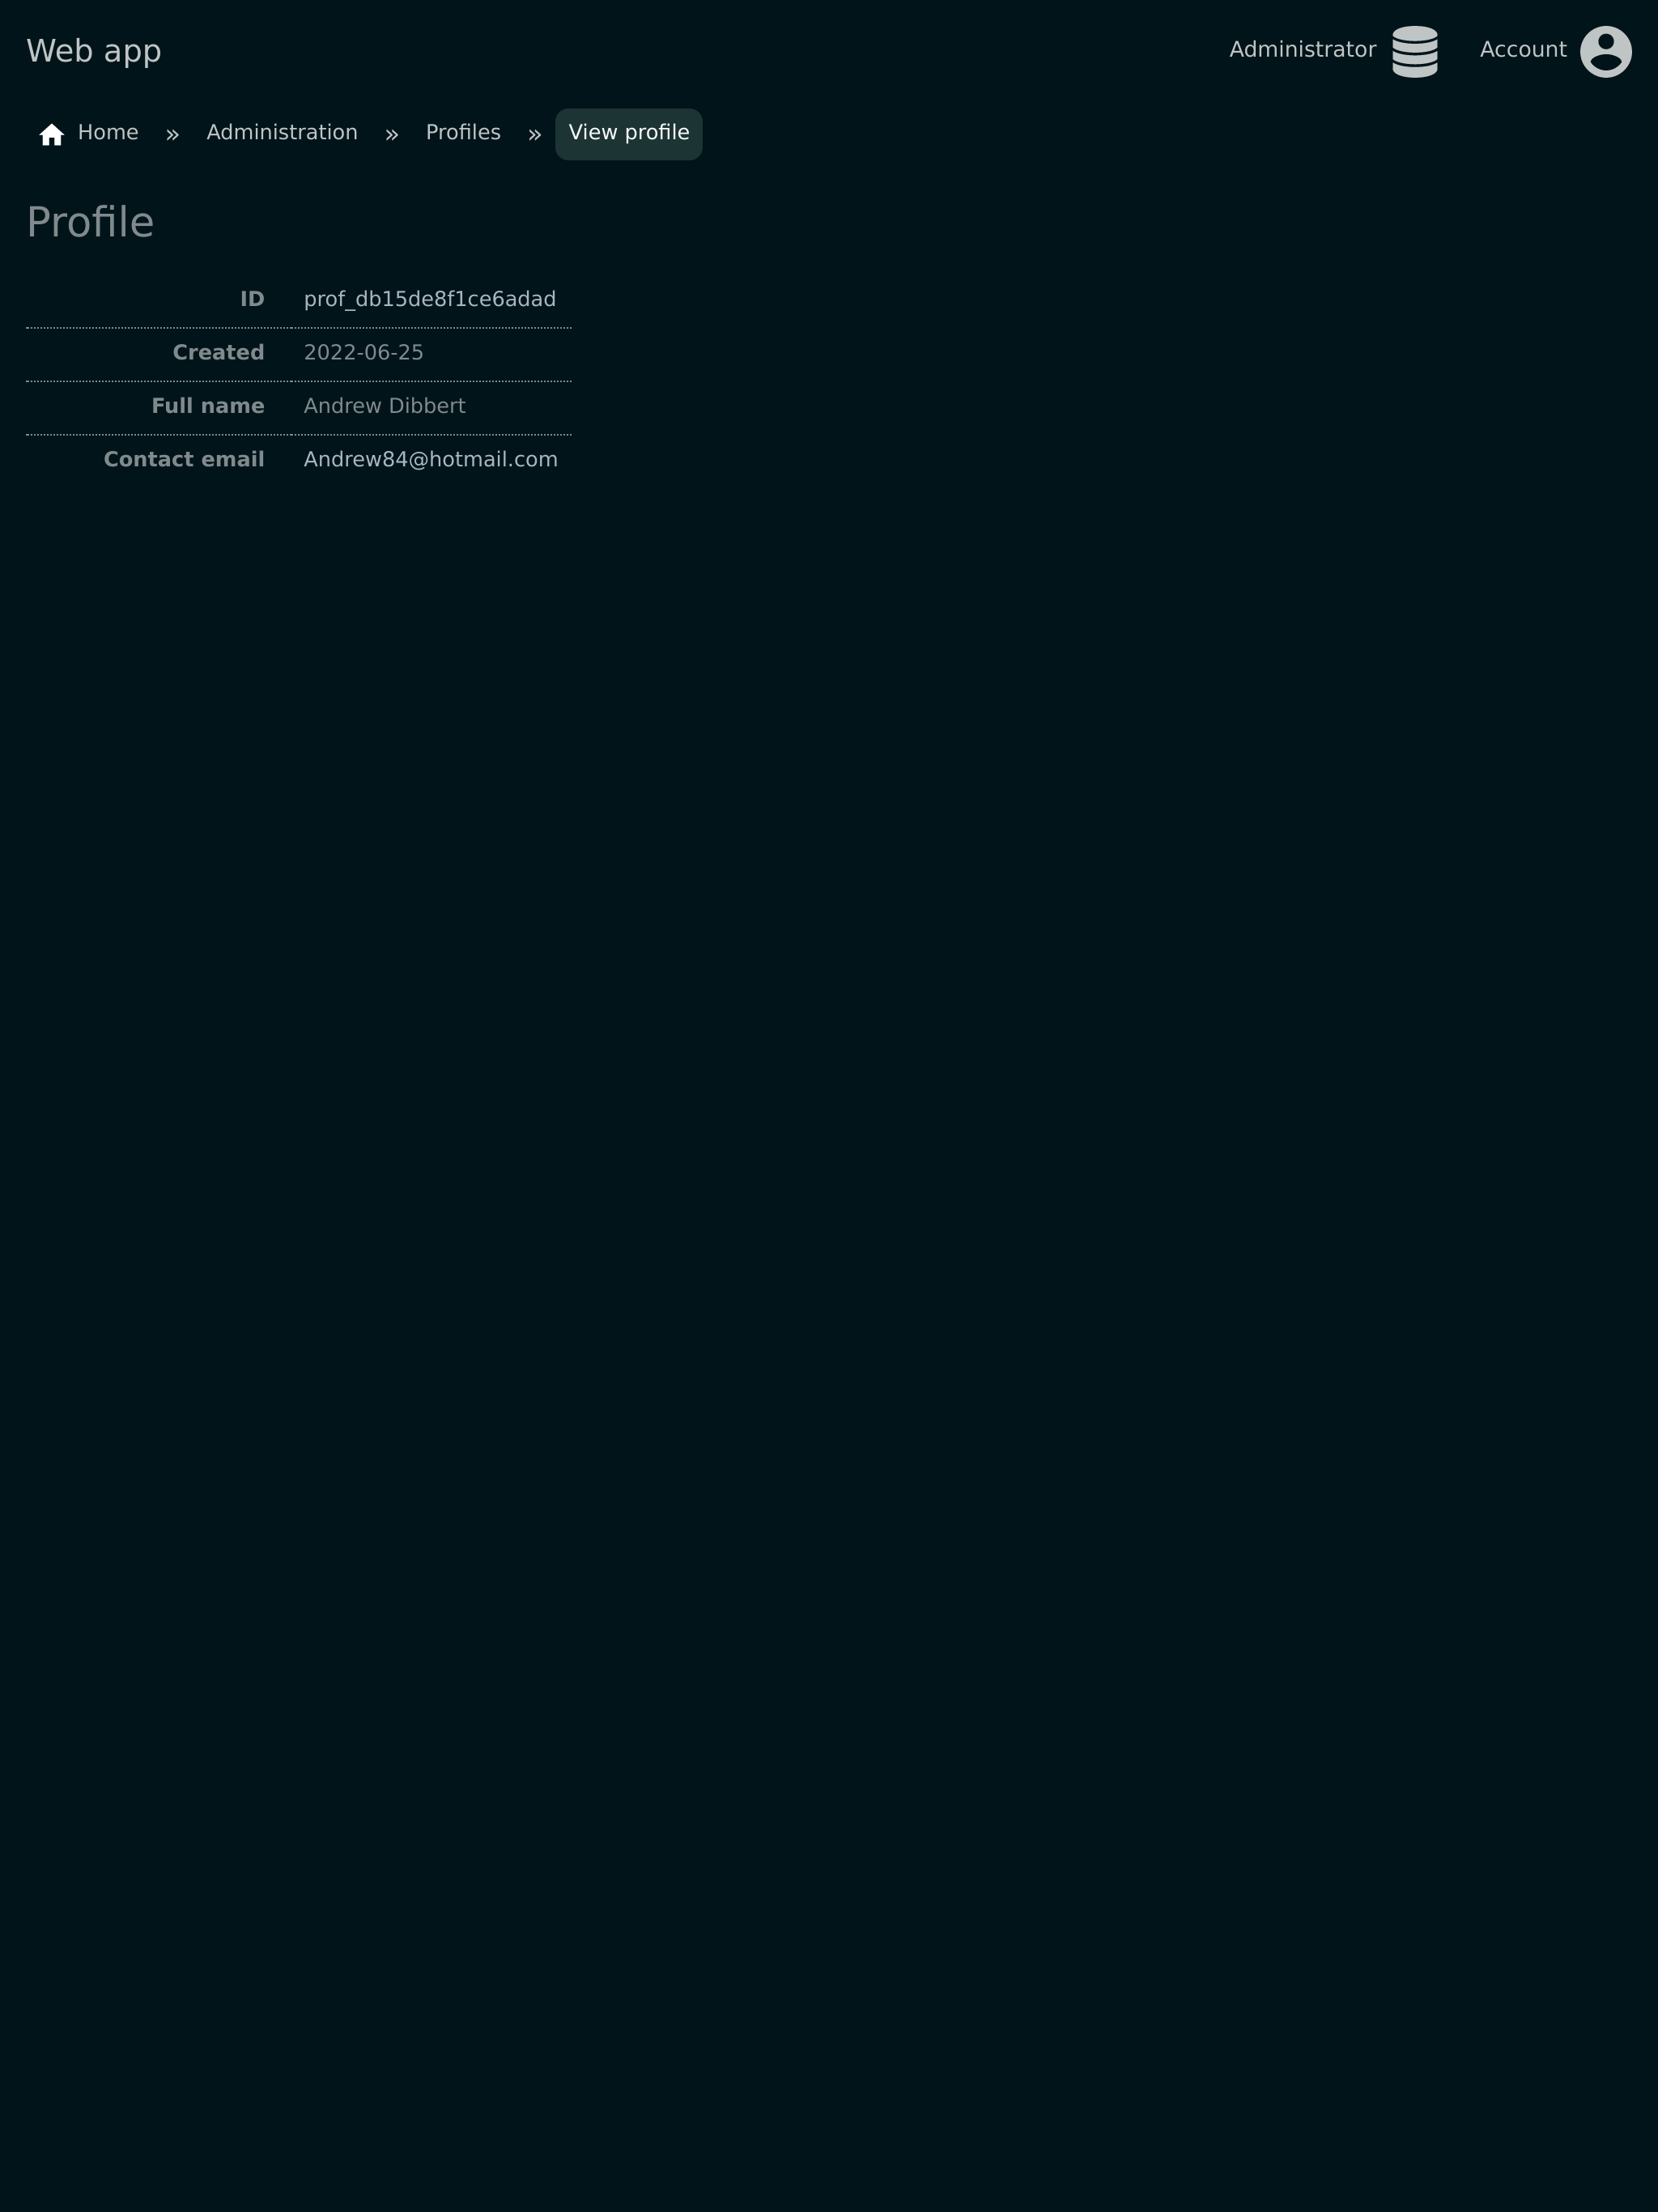 Web app
Administrator
Account
Home » Administration » Profiles » View profile
Profile
ID prof_db15de8f1ce6adad
Created 2022-06-25
Full name Andrew Dibbert
Contact email Andrew84@hotmail.com